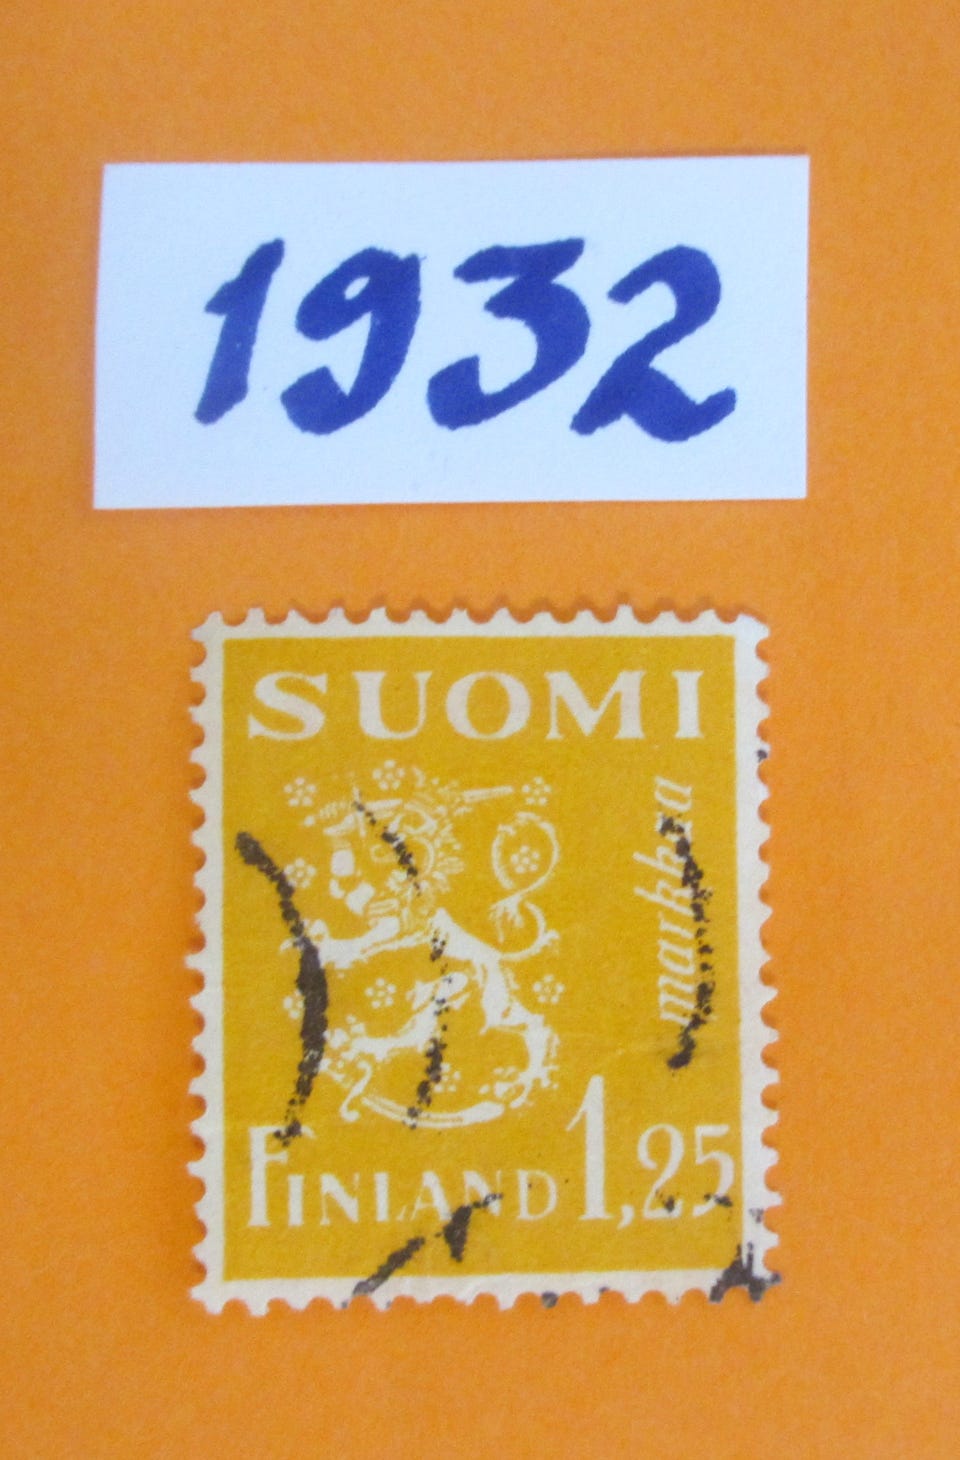 1932
SUOMI
markkaa
FINLAND 1,25